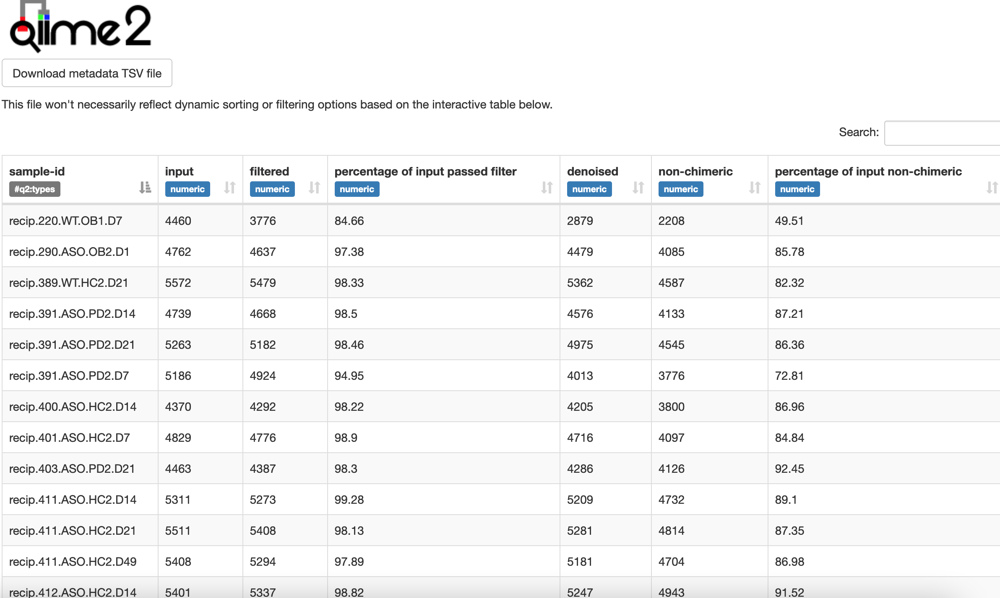 qiime2
Download metadata TSV file
This file won't necessarily reflect dynamic sorting or filtering options based on the interactive table below.
Search:
sample-id input filtered percentage of input passed filter denoised non-chimeric percentage of input non-chimeric
#q2:types numeric numeric numeric numeric numeric numeric
recip.220.WT.OB1.D7 4460 3776 84.66 2879 2208 49.51
recip.290.ASO.OB2.D1 4762 4637 97.38 4479 4085 85.78
recip.389.WT.HC2.D21 5572 5479 98.33 5362 4587 82.32
recip.391.ASO.PD2.D14 4739 4668 98.5 4576 4133 87.21
recip.391.ASO.PD2.D21 5263 5182 98.46 4975 4545 86.36
recip.391.ASO.PD2.D7 5186 4924 94.95 4013 3776 72.81
recip.400.ASO.HC2.D14 4370 4292 98.22 4205 3800 86.96
recip.401.ASO.HC2.D7 4829 4776 98.9 4716 4097 84.84
recip.403.ASO.PD2.D21 4463 4387 98.3 4286 4126 92.45
recip.411.ASO.HC2.D14 5311 5273 99.28 5209 4732 89.1
recip.411.ASO.HC2.D21 5511 5408 98.13 5281 4814 87.35
recip.411.ASO.HC2.D49 5408 5294 97.89 5181 4704 86.98
recip.412.ASO.HC2.D14 5401 5337 98.82 5247 4943 91.52